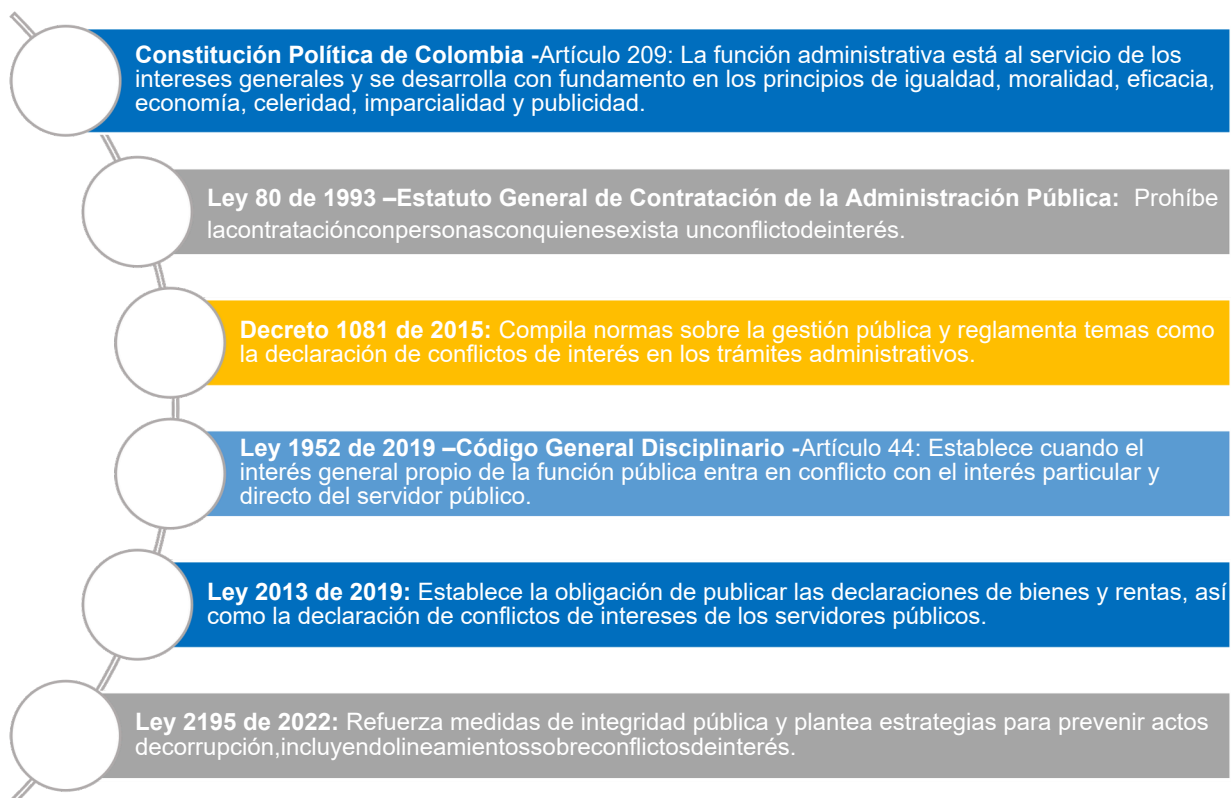 Constitución Política de Colombia -Artículo 209: La función administrativa está al servicio de los
intereses generales y se desarrolla con fundamento en los principios de igualdad, moralidad, eficacia,
economía, celeridad, imparcialidad y publicidad.
Ley 80 de 1993 –Estatuto General de Contratación de la Administración Pública: Prohíbe
lacontrataciónconpersonasconquienesexista unconflictodeinterés.
Decreto 1081 de 2015: Compila normas sobre la gestión pública y reglamenta temas como
la declaración de conflictos de interés en los trámites administrativos.
Ley 1952 de 2019 –Código General Disciplinario -Artículo 44: Establece cuando el
interés general propio de la función pública entra en conflicto con el interés particular y
directo del servidor público.
Ley 2013 de 2019: Establece la obligación de publicar las declaraciones de bienes y rentas, así
como la declaración de conflictos de intereses de los servidores públicos.
Ley 2195 de 2022: Refuerza medidas de integridad pública y plantea estrategias para prevenir actos
decorrupción,incluyendolineamientossobreconflictosdeinterés.